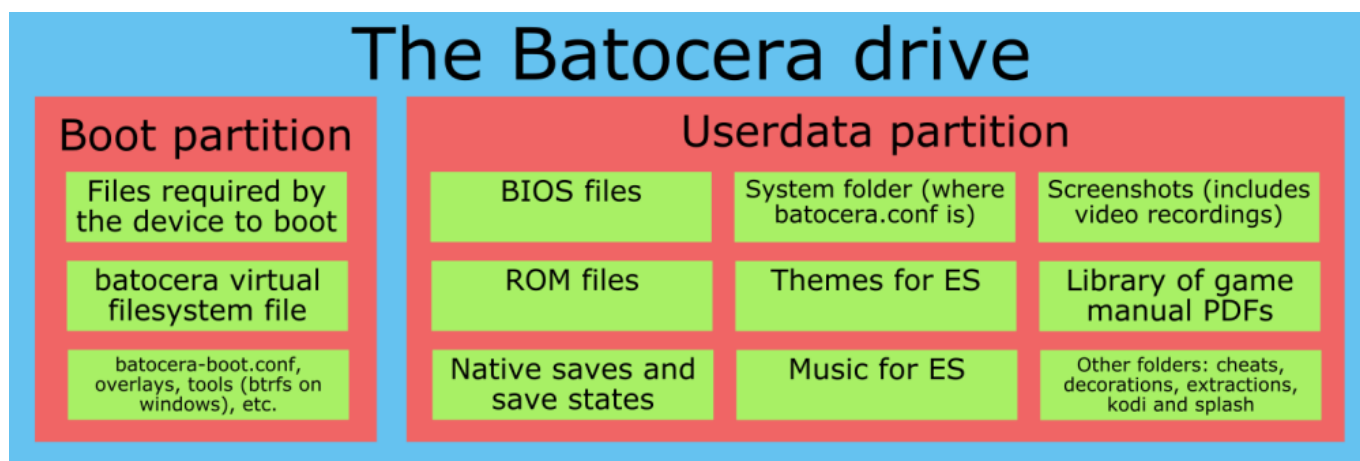 The Batocera drive
Boot partition
Files required by
the device to boot
batocera virtual
filesystem file
batocera-boot.conf,
overlays, tools (btrfs on
windows), etc.
Userdata partition
BIOS files
System folder (where
batocera.conf is)
Screenshots (includes
video recordings)
ROM files
Themes for ES
Library of game
manual PDFs
Native saves and
save states
Music for ES
Other folders: cheats,
decorations, extractions,
kodi and splash